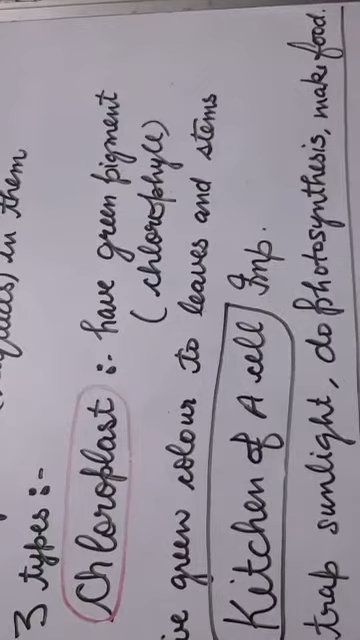 in them
3 types :-
Chloroplast :- have green pigment
(chlorophyll)
green colour to leaves and stems
Kitchen of A cell Imp.
trap sunlight, do photosynthesis, make food.